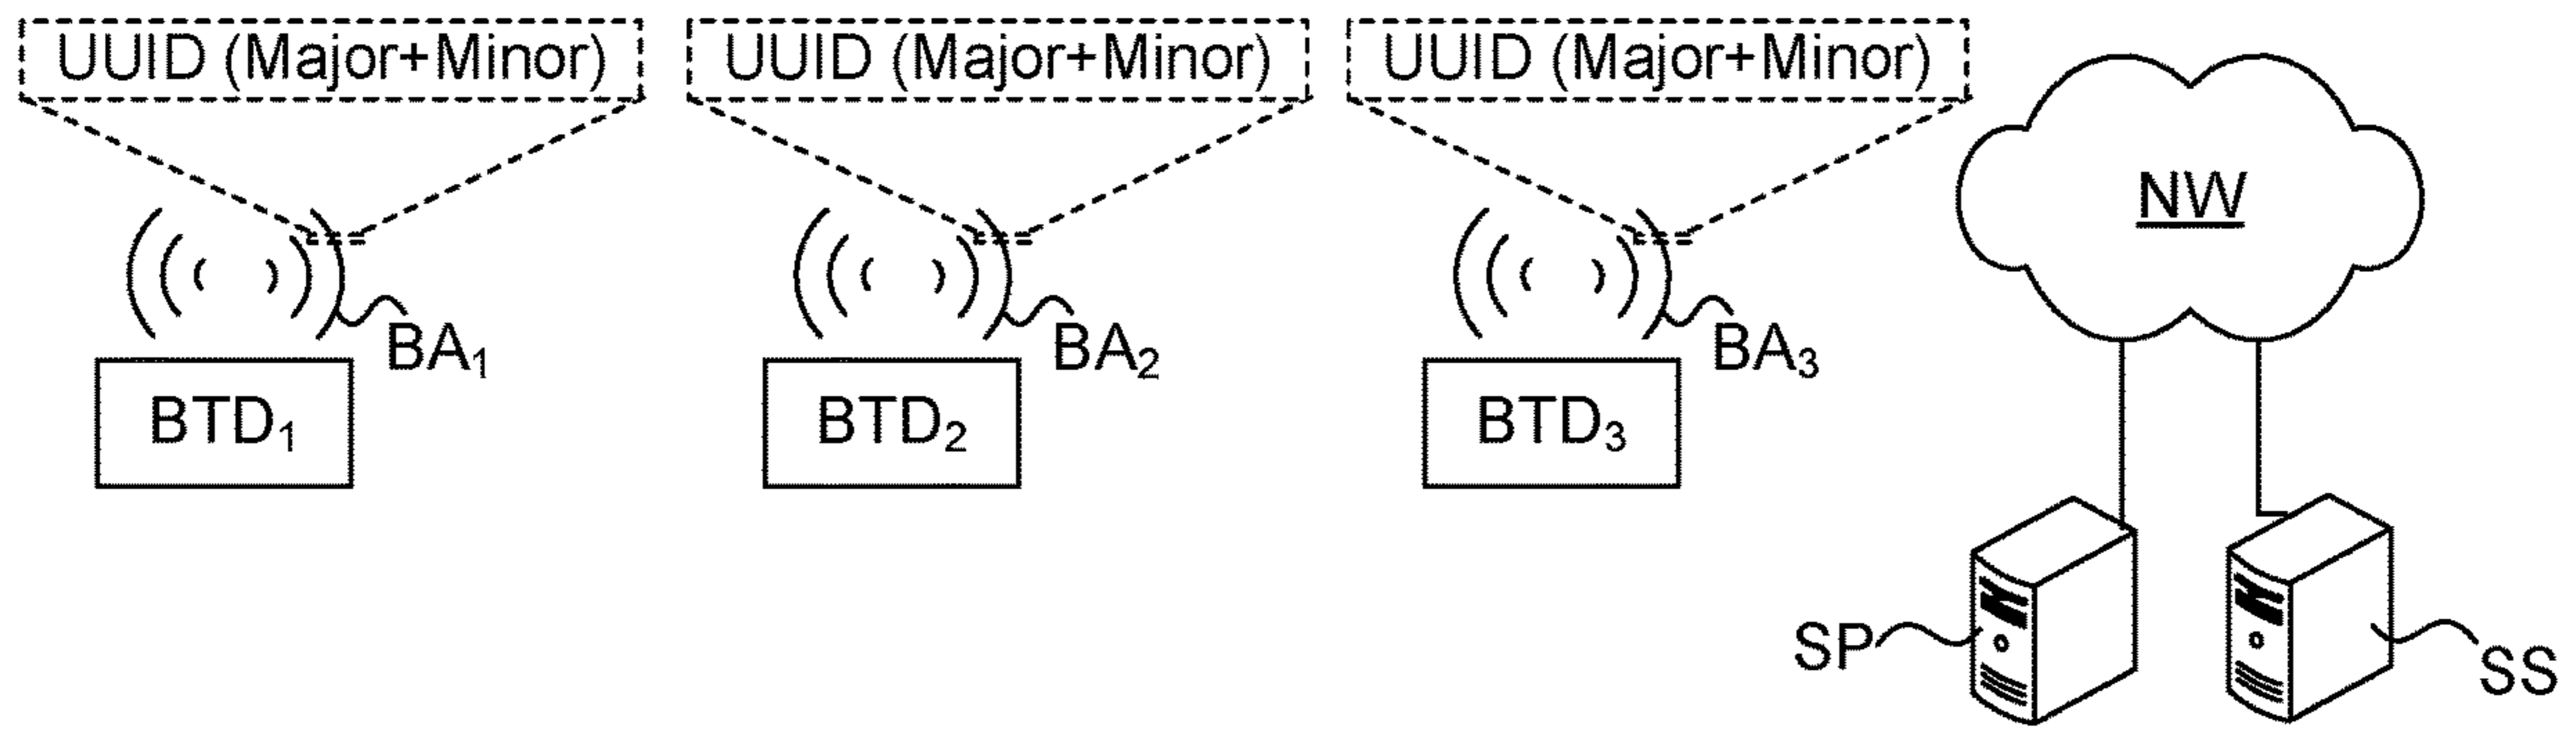 UUID (Major+Minor)
UUID (Major+Minor)
UUID (Major+Minor)
NW
BA₁
BA₂
BA₃
BTD₁
BTD₂
BTD₃
SP
SS